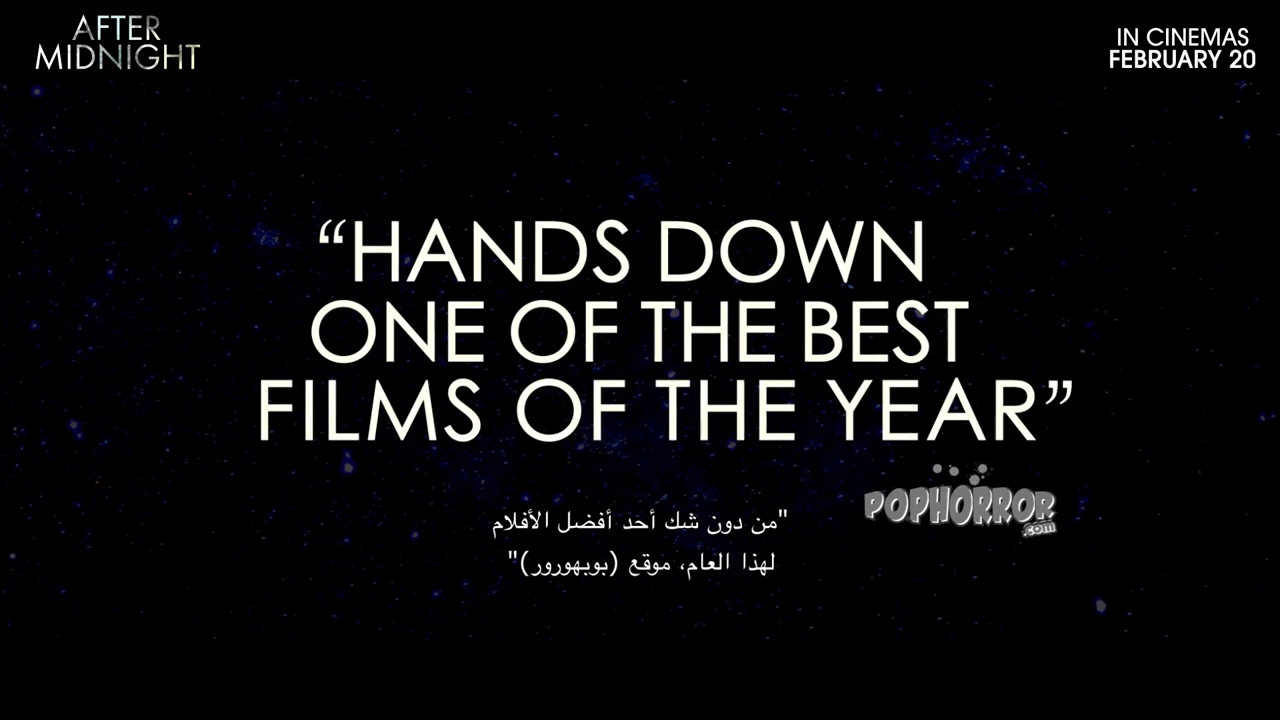 AFTER
MIDNIGHT
IN CINEMAS
FEBRUARY 20
“HANDS DOWN
ONE OF THE BEST
FILMS OF THE YEAR”
POPHORROR
.com
"من دون شك أحد أفضل الأفلام
لهذا العام، موقع (بوبهورور)"